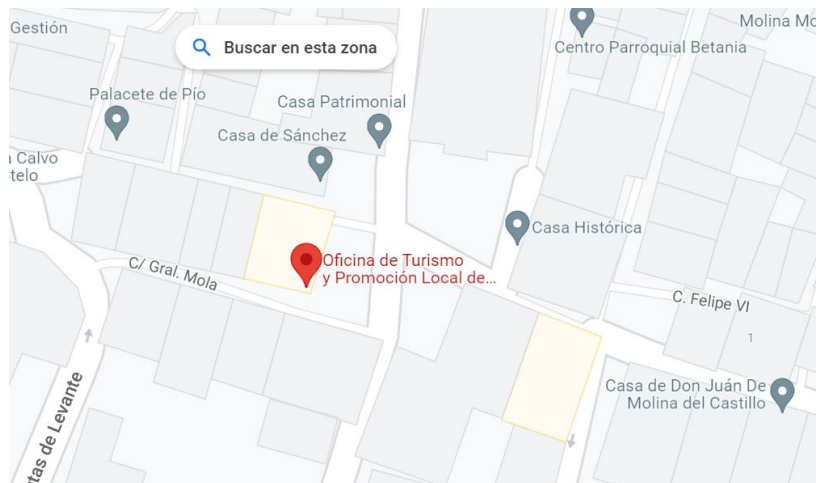 Gestión
Buscar en esta zona
Molina Mo
Centro Parroquial Betania
Palacete de Pío
Casa Patrimonial
Casa de Sánchez
Calvo
telo
Casa Histórica
Oficina de Turismo
y Promoción Local de...
C/ Gral. Mola
C. Felipe VI
1
Casa de Don Juán De
Molina del Castillo
tas de Levante